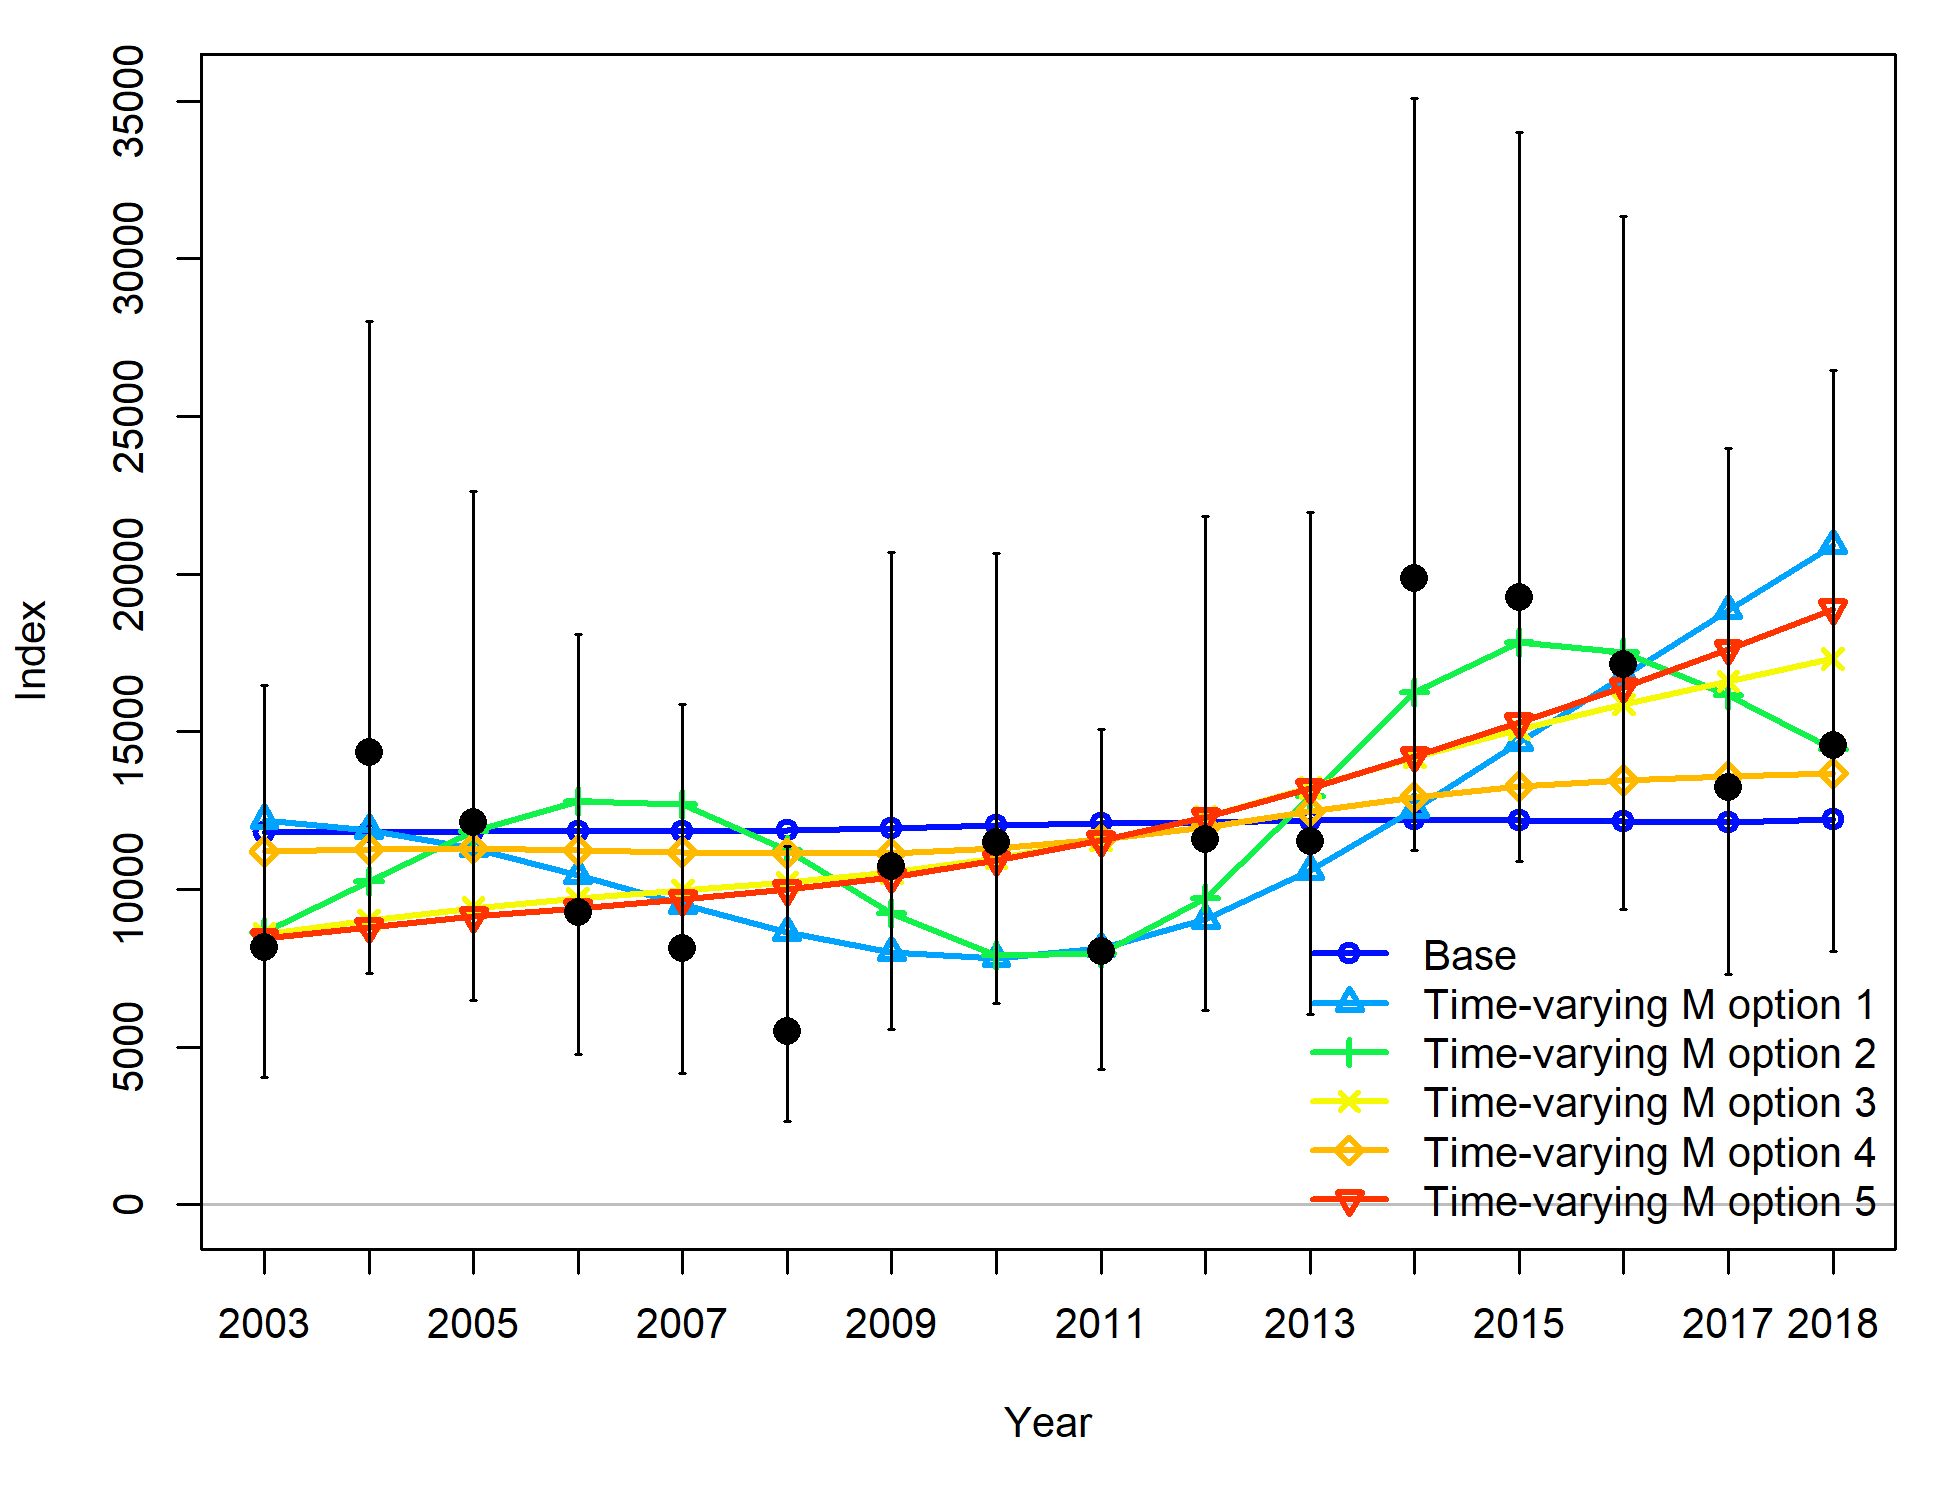 35000
30000
25000
20000
15000
10000
5000
0
Index
Base
Time-varying M option 1
Time-varying M option 2
Time-varying M option 3
Time-varying M option 4
Time-varying M option 5
2003 2005 2007 2009 2011 2013 2015 2017 2018
Year